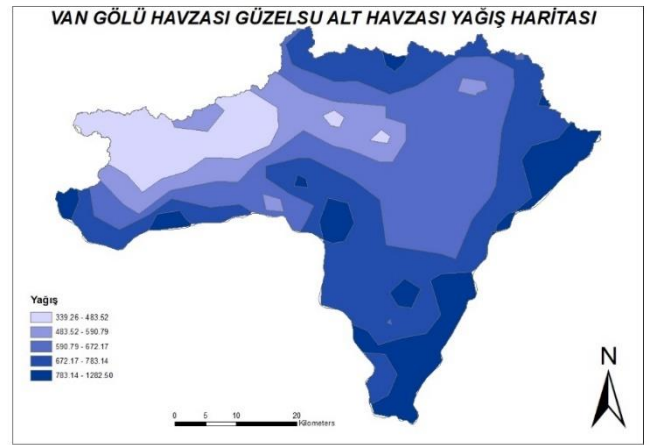 VAN GÖLÜ HAVZASI GÜZELSU ALT HAVZASI YAĞIŞ HARİTASI
Yağış
339.26 - 483.52
483.52 - 590.79
590.79 - 672.17
672.17 - 783.14
783.14 - 1282.50
0 5 10 20
Kilometers
N